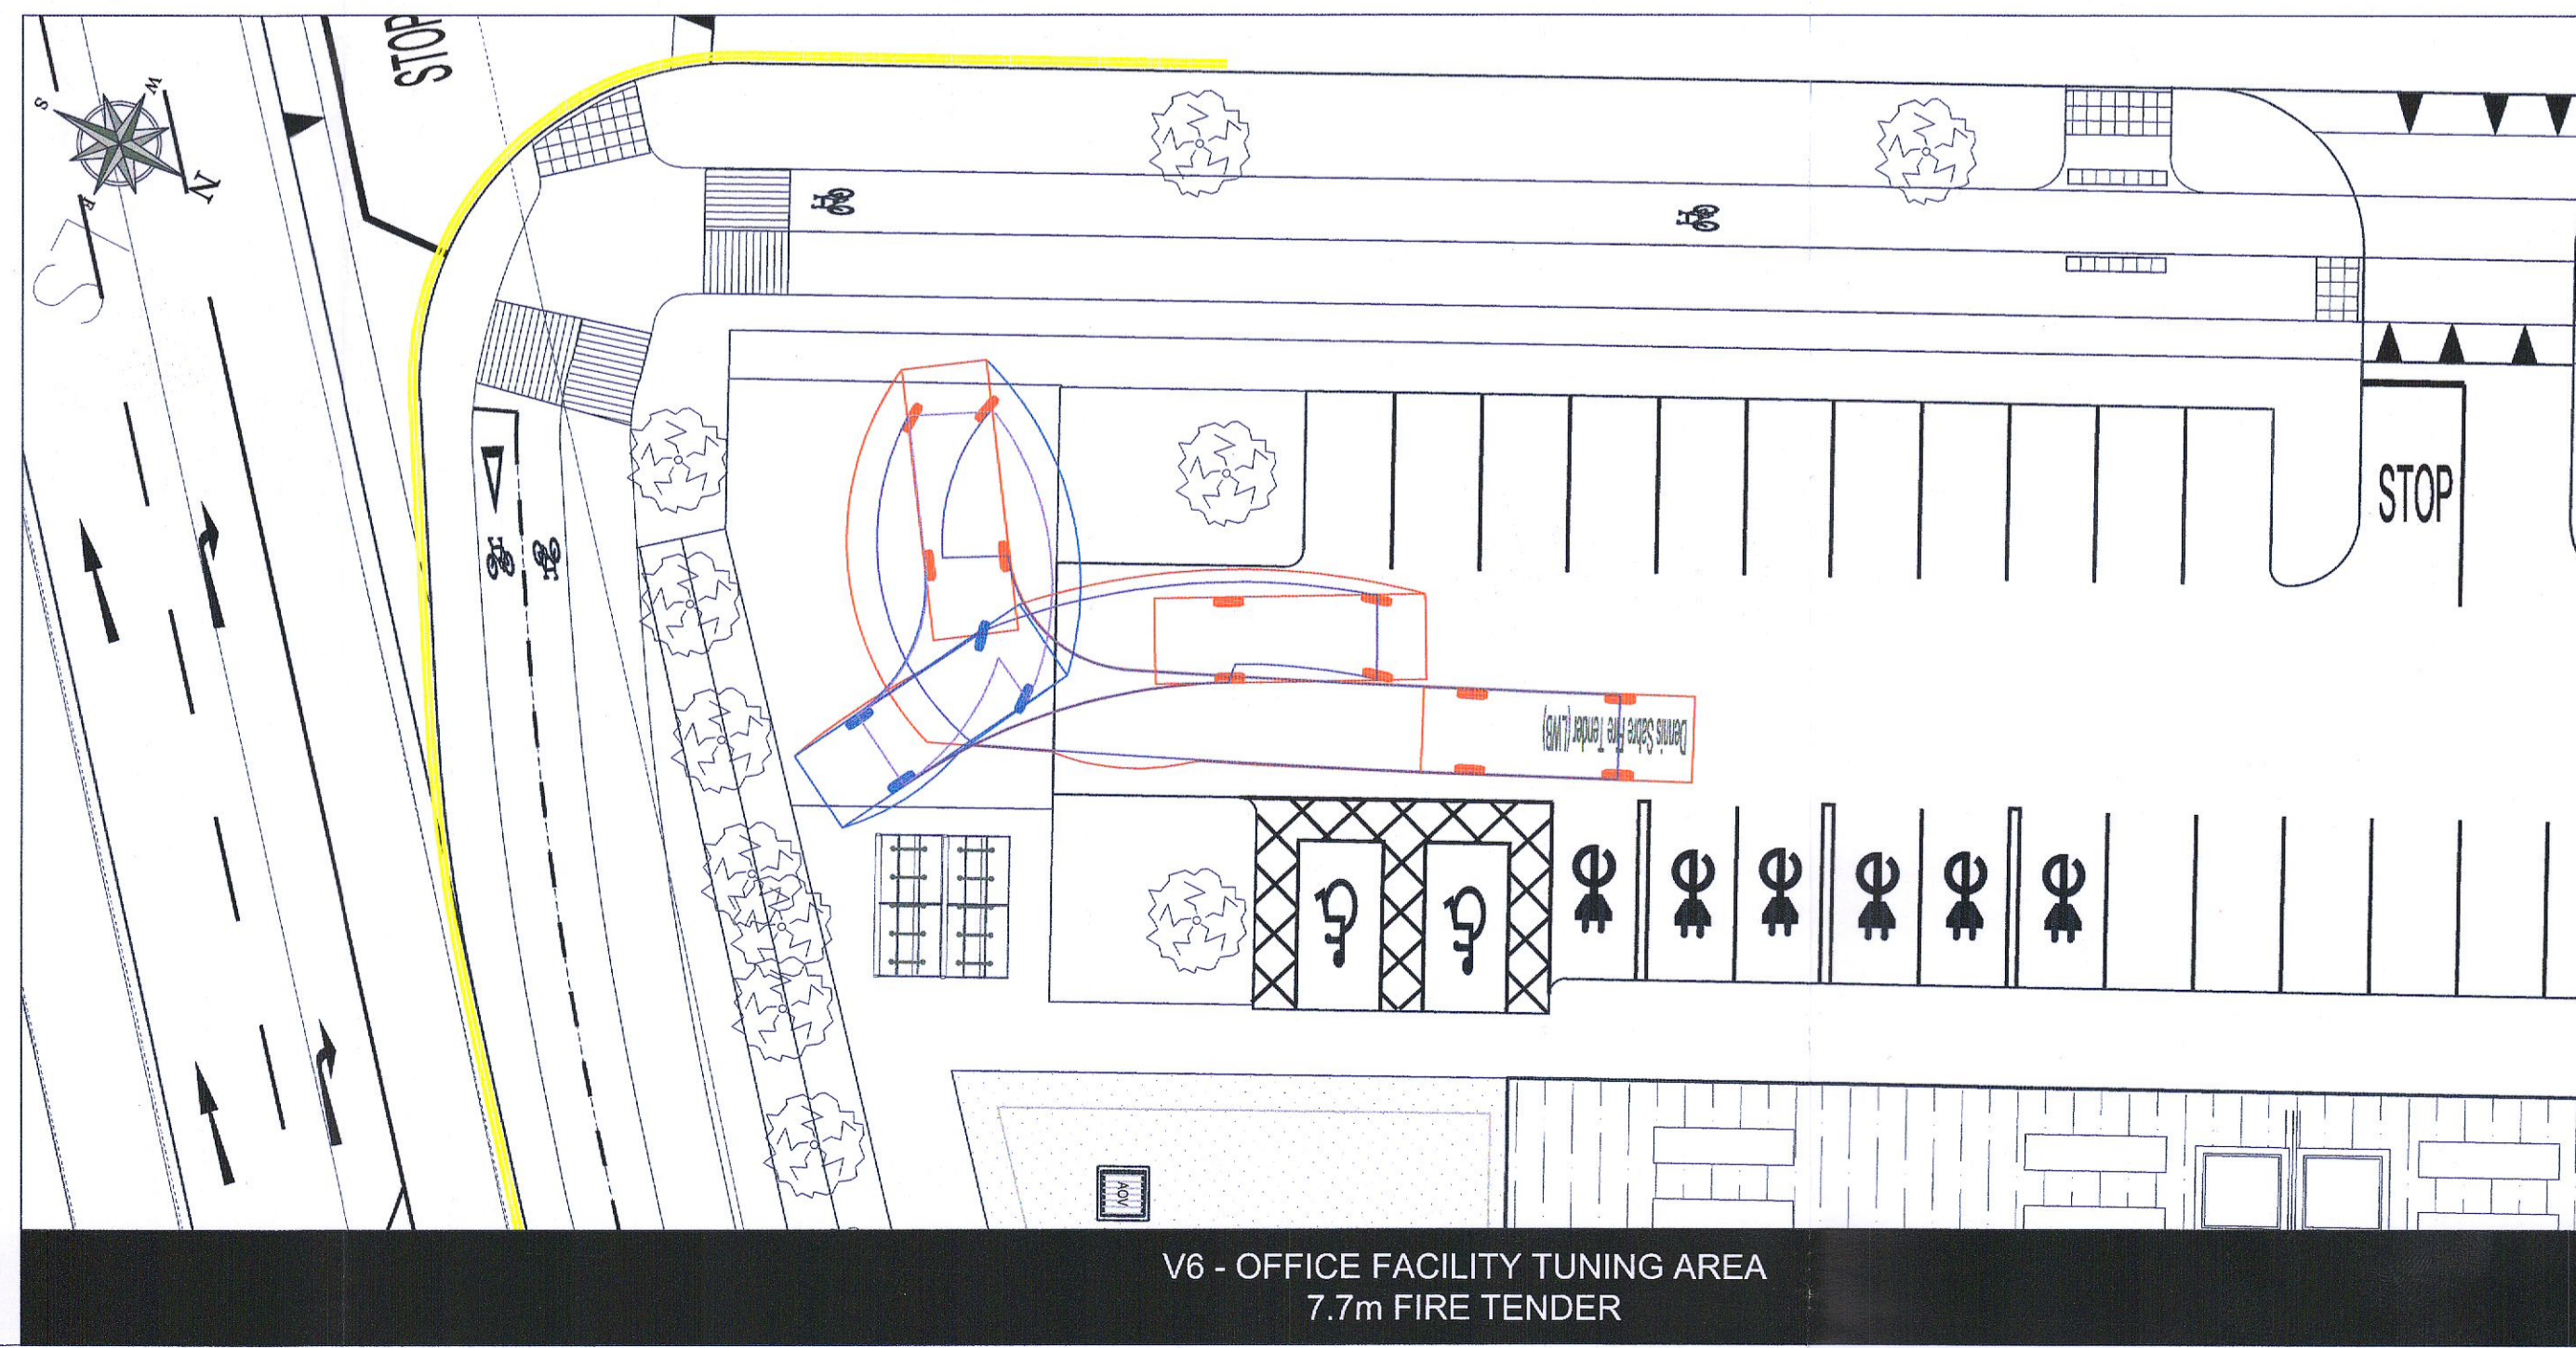 STOP
W
S
N
E
STOP
Dennis Sabre Fire Tender (LWB)
AOV
V6 - OFFICE FACILITY TUNING AREA
7.7m FIRE TENDER